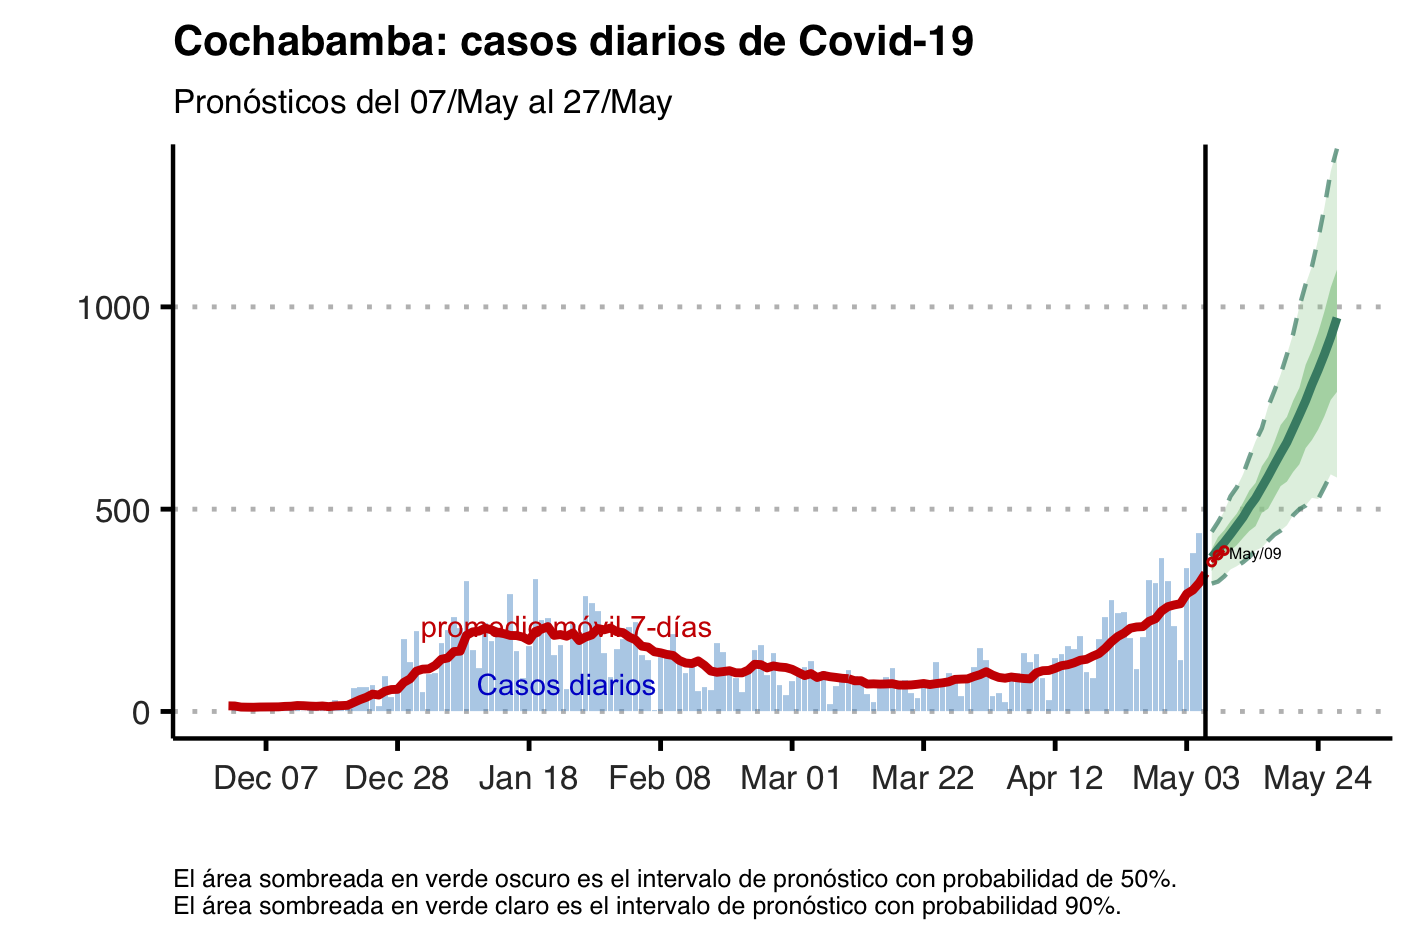 Cochabamba: casos diarios de Covid-19
Pronósticos del 07/May al 27/May
1000
500
0
promedio móvil 7-días
Casos diarios
May/09
Dec 07
Dec 28
Jan 18
Feb 08
Mar 01
Mar 22
Apr 12
May 03
May 24
El área sombreada en verde oscuro es el intervalo de pronóstico con probabilidad de 50%.
El área sombreada en verde claro es el intervalo de pronóstico con probabilidad 90%.